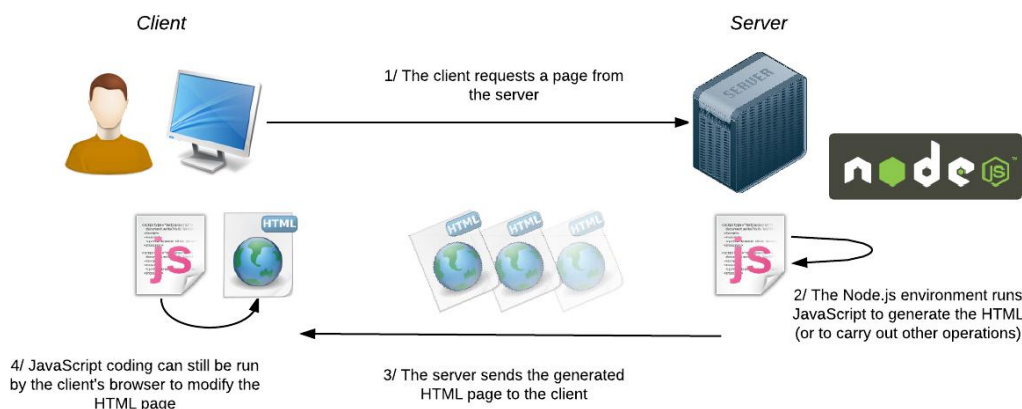 Client
Server
1/ The client requests a page from
the server
SERVER
node
JS
TM
js
HTML
HTML
HTML
HTML
js
2/ The Node.js environment runs
JavaScript to generate the HTML
(or to carry out other operations)
4/ JavaScript coding can still be run
by the client's browser to modify the
HTML page
3/ The server sends the generated
HTML page to the client